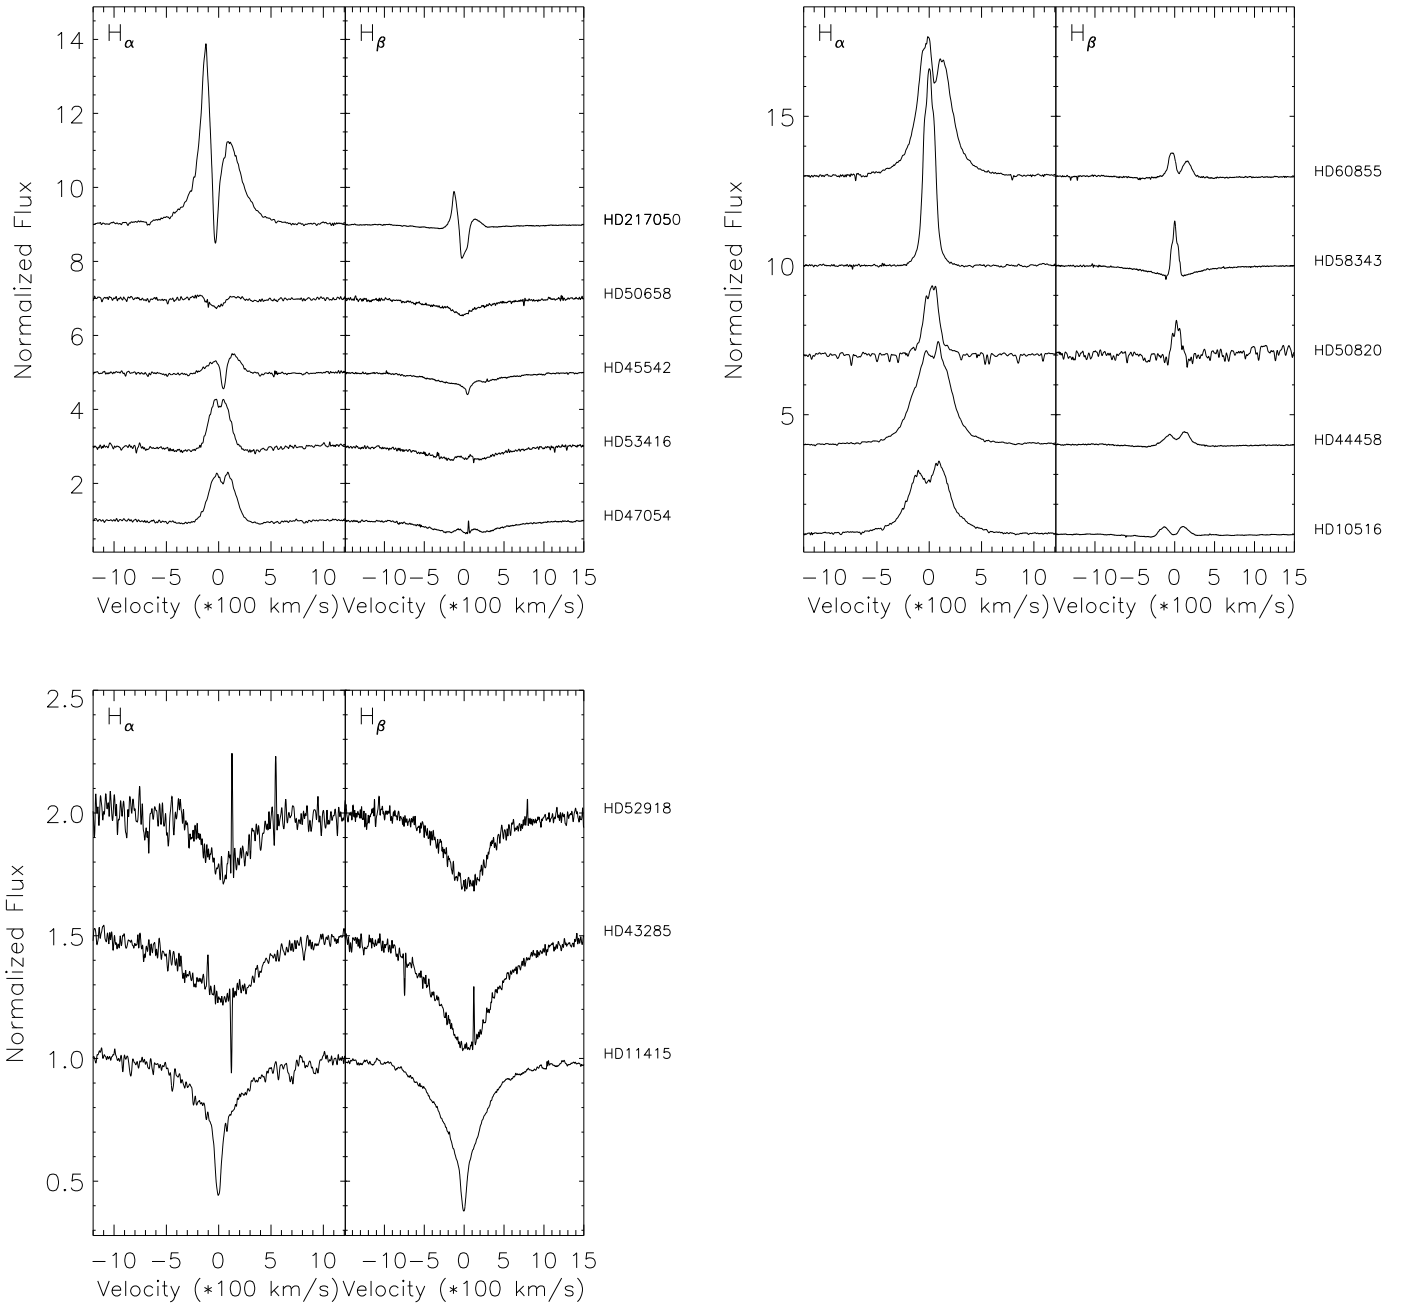 Hα
Hβ
14
12
10
8
6
4
2
Normalized Flux
HD217050
HD50658
HD45542
HD53416
HD47054
−10 −5 0 5 10
−10−5 0 5 10 15
Velocity (*100 km/s)
Velocity (*100 km/s)
Hα
Hβ
15
10
5
Normalized Flux
HD60855
HD58343
HD50820
HD44458
HD10516
−10 −5 0 5 10
−10−5 0 5 10 15
Velocity (*100 km/s)
Velocity (*100 km/s)
Hα
Hβ
2.5
2.0
1.5
1.0
0.5
Normalized Flux
HD52918
HD43285
HD11415
−10 −5 0 5 10
−10−5 0 5 10 15
Velocity (*100 km/s)
Velocity (*100 km/s)